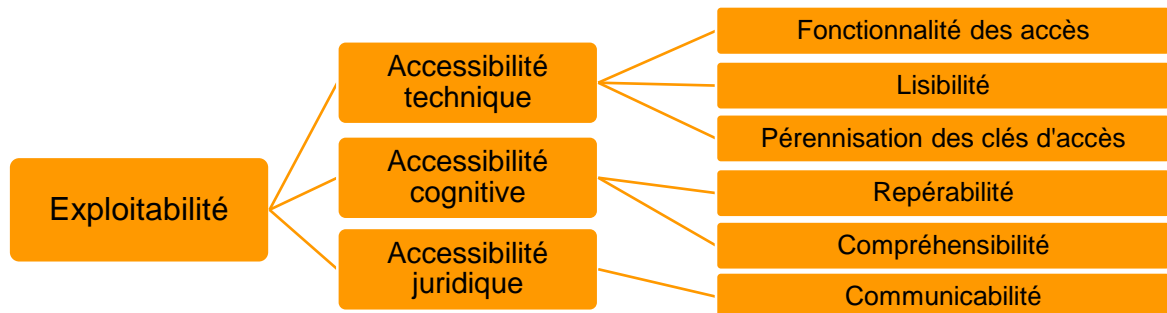 Exploitabilité
Accessibilité
technique
Accessibilité
cognitive
Accessibilité
juridique
Fonctionnalité des accès
Lisibilité
Pérennisation des clés d'accès
Repérabilité
Compréhensibilité
Communicabilité